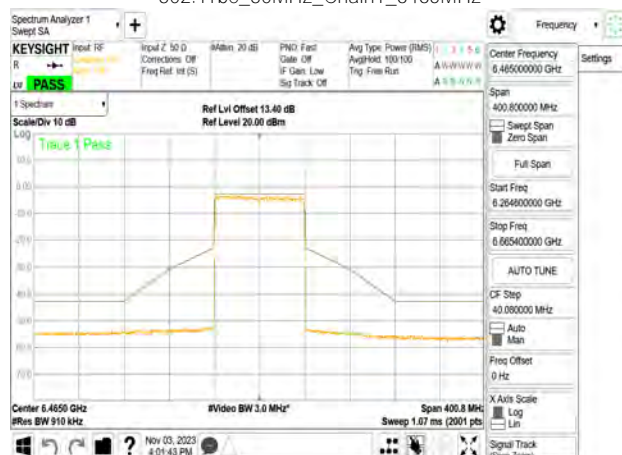 Spectrum Analyzer 1
Swept SA
Frequency
Settings
KEYSIGHT
Input: RF
R
PASS
Input Z: 50 Ω
Corrections: Off
Freq Ref: Int (S)
#Atten: 20 dB
PNO: Fast
Gate: Off
IF Gain: Low
Sig Track: Off
Avg Type: Power (RMS)
Avg|Hold: 100/100
Trig: Free Run
1 Spectrum
Scale/Div 10 dB
Ref Lvl Offset 13.40 dB
Ref Level 20.00 dBm
Log
Trace 1 Pass
Center 6.4650 GHz
#Res BW 910 kHz
#Video BW 3.0 MHz*
Span 400.8 MHz
Sweep 1.07 ms (2001 pts
Center Frequency
6.465000000 GHz
Span
400.800000 MHz
Swept Span
Zero Span
Full Span
Start Freq
6.264600000 GHz
Stop Freq
6.665400000 GHz
AUTO TUNE
CF Step
40.080000 MHz
Auto
Man
Freq Offset
0 Hz
X Axis Scale
Log
Lin
Signal Track
Nov 03, 2023
4:01:43 PM